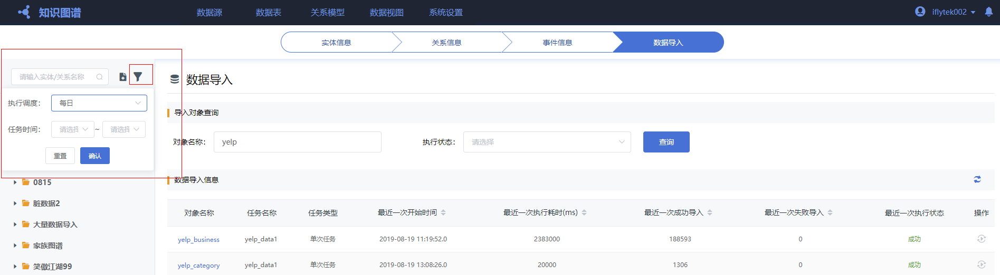 知识图谱 数据源 数据表 关系模型 数据视图 系统设置 iflytek002
实体信息 关系信息 事件信息 数据导入
请输入实体/关系名称
执行调度： 每日
任务时间： 请选择 ~ 请选择
重置 确认
0815
脏数据2
大量数据导入
家族图谱
笑傲江湖99
数据导入
导入对象查询
对象名称： yelp 执行状态： 请选择 查询
数据导入信息
对象名称 任务名称 任务类型 最近一次开始时间 最近一次执行耗时(ms) 最近一次成功导入 最近一次失败导入 最近一次执行状态 操作
yelp_business yelp_data1 单次任务 2019-08-19 11:19:52.0 2383000 188593 0 成功
yelp_category yelp_data1 单次任务 2019-08-19 13:08:26.0 20000 1306 0 成功